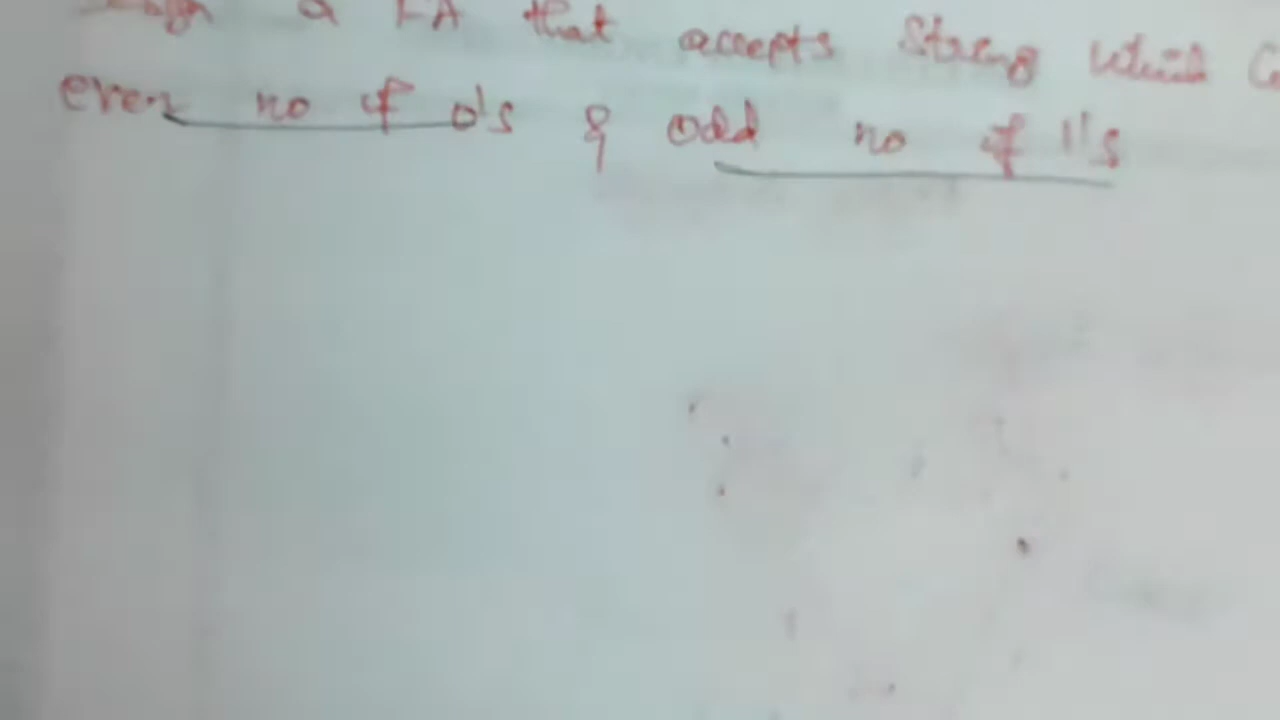 a FA that accepts String which
even no of 0's & odd no of 1's